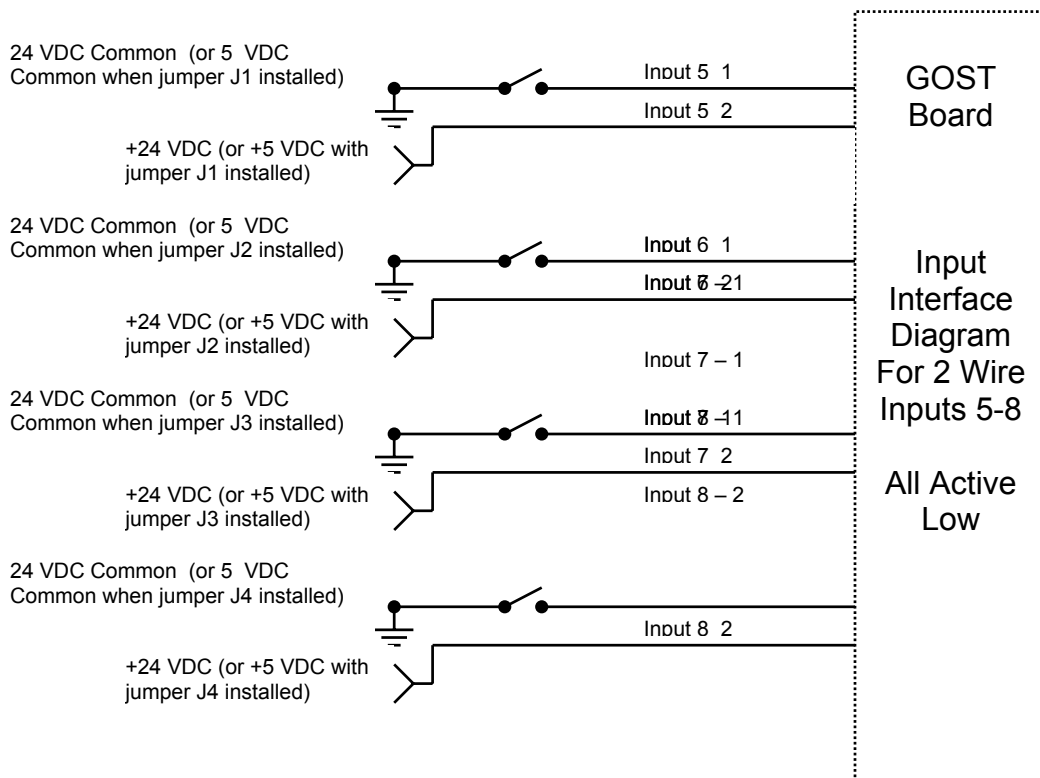 24 VDC Common (or 5 VDC
Common when jumper J1 installed)
Input 5 1
Input 5 2
+24 VDC (or +5 VDC with
jumper J1 installed)
GOST
Board
24 VDC Common (or 5 VDC
Common when jumper J2 installed)
Input 6 1
Input
+24 VDC (or +5 VDC with
jumper J2 installed)
Input 7 – 1
Input
Interface
Diagram
For 2 Wire
Inputs 5-8
24 VDC Common (or 5 VDC
Common when jumper J3 installed)
Input
Input 7 2
+24 VDC (or +5 VDC with
jumper J3 installed)
Input 8 – 2
All Active
Low
24 VDC Common (or 5 VDC
Common when jumper J4 installed)
Input 8 2
+24 VDC (or +5 VDC with
jumper J4 installed)